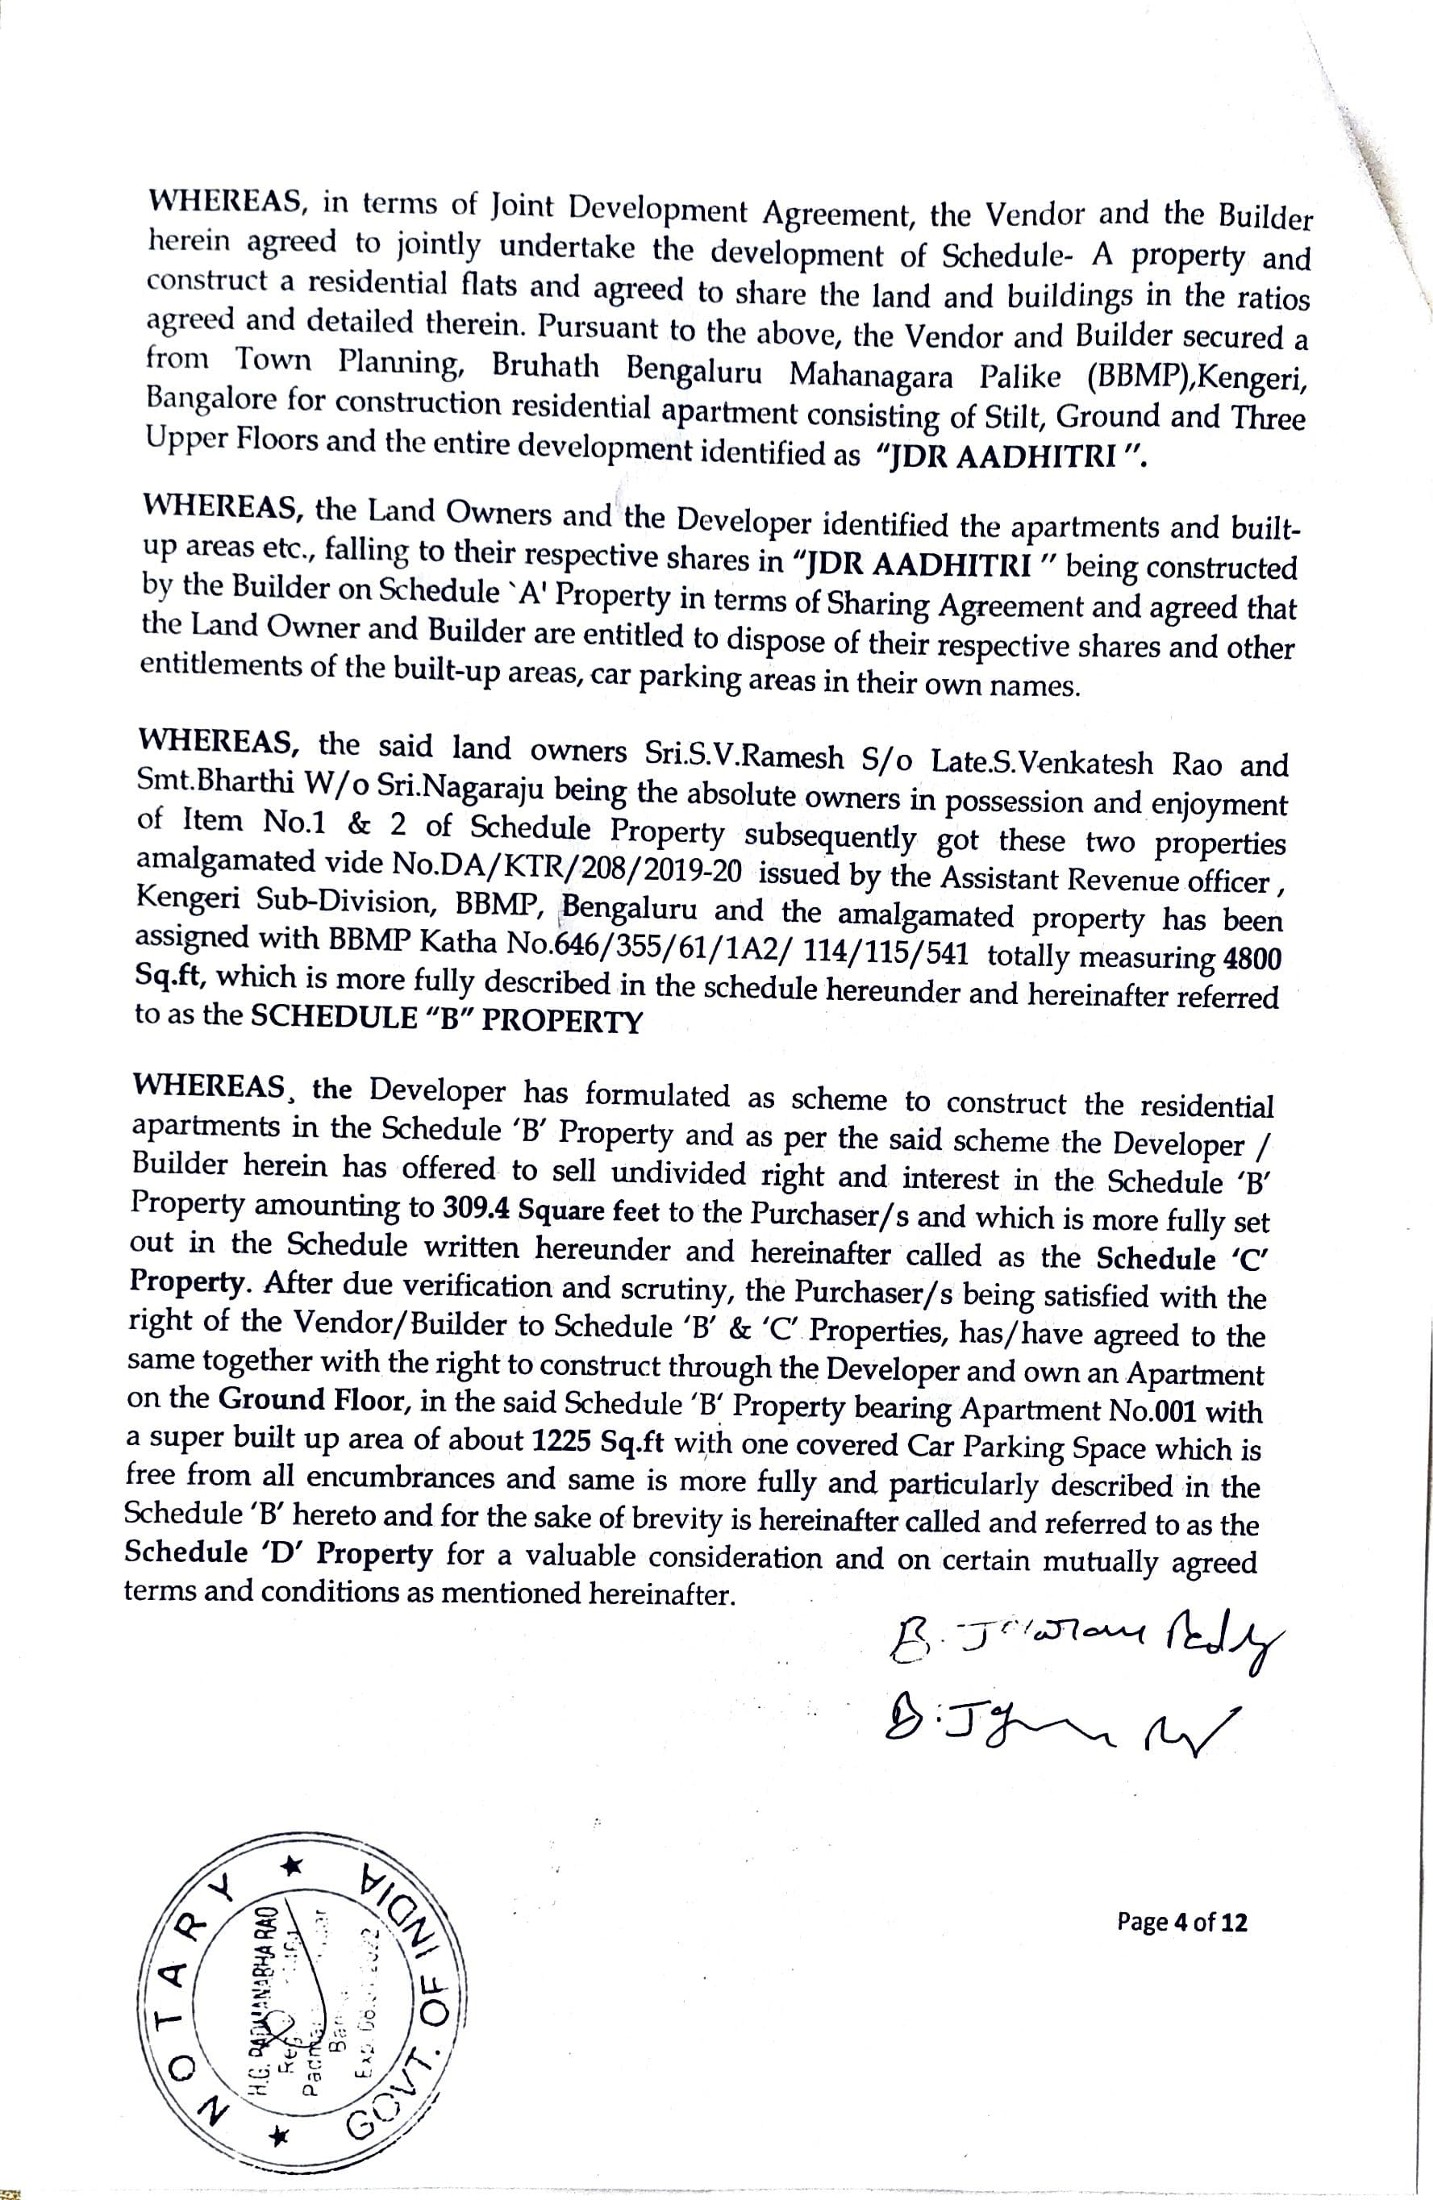 WHEREAS, in terms of Joint Development Agreement, the Vendor and the Builder
herein agreed to jointly undertake the development of Schedule- A property and
construct a residential flats and agreed to share the land and buildings in the ratios
agreed and detailed therein. Pursuant to the above, the Vendor and Builder secured a
from Town Planning, Bruhath Bengaluru Mahanagara Palike (BBMP),Kengeri,
Bangalore for construction residential apartment consisting of Stilt, Ground and Three
Upper Floors and the entire development identified as "JDR AADHITRI ".
WHEREAS, the Land Owners and the Developer identified the apartments and built-
up areas etc., falling to their respective shares in "JDR AADHITRI " being constructed
by the Builder on Schedule `A' Property in terms of Sharing Agreement and agreed that
the Land Owner and Builder are entitled to dispose of their respective shares and other
entitlements of the built-up areas, car parking areas in their own names.
WHEREAS, the said land owners Sri.S.V.Ramesh S/o Late.S.Venkatesh Rao and
Smt.Bharthi W/o Sri.Nagaraju being the absolute owners in possession and enjoyment
of Item No.1 & 2 of Schedule Property subsequently got these two properties
amalgamated vide No.DA/KTR/208/2019-20 issued by the Assistant Revenue officer ,
Kengeri Sub-Division, BBMP, Bengaluru and the amalgamated property has been
assigned with BBMP Katha No.646/355/61/1A2/ 114/115/541 totally measuring 4800
Sq.ft, which is more fully described in the schedule hereunder and hereinafter referred
to as the SCHEDULE "B" PROPERTY
WHEREAS, the Developer has formulated as scheme to construct the residential
apartments in the Schedule 'B' Property and as per the said scheme the Developer /
Builder herein has offered to sell undivided right and interest in the Schedule 'B'
Property amounting to 309.4 Square feet to the Purchaser/s and which is more fully set
out in the Schedule written hereunder and hereinafter called as the Schedule 'C'
Property. After due verification and scrutiny, the Purchaser/s being satisfied with the
right of the Vendor/Builder to Schedule 'B' & 'C' Properties, has/have agreed to the
same together with the right to construct through the Developer and own an Apartment
on the Ground Floor, in the said Schedule 'B' Property bearing Apartment No.001 with
a super built up area of about 1225 Sq.ft with one covered Car Parking Space which is
free from all encumbrances and same is more fully and particularly described in the
Schedule 'B' hereto and for the sake of brevity is hereinafter called and referred to as the
Schedule 'D' Property for a valuable consideration and on certain mutually agreed
terms and conditions as mentioned hereinafter.
B. Reddy
Page 4 of 12
NOTARY
GOVT. OF INDIA
H.G. PADMANABHA RAO